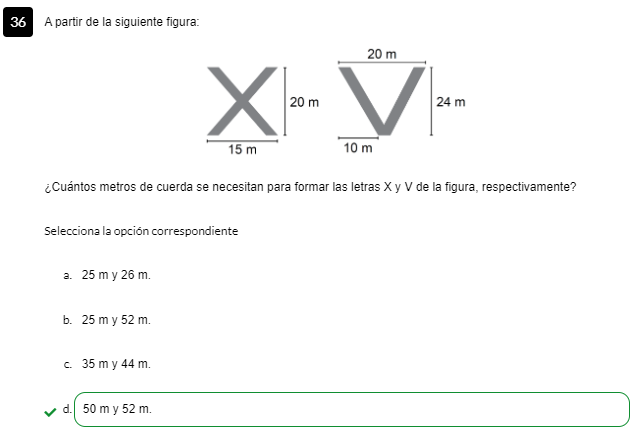 36 A partir de la siguiente figura:
20 m
20 m
24 m
15 m
10 m
¿Cuántos metros de cuerda se necesitan para formar las letras X y V de la figura, respectivamente?
Selecciona la opción correspondiente
a. 25 m y 26 m.
b. 25 m y 52 m.
c. 35 m y 44 m.
d. 50 m y 52 m.